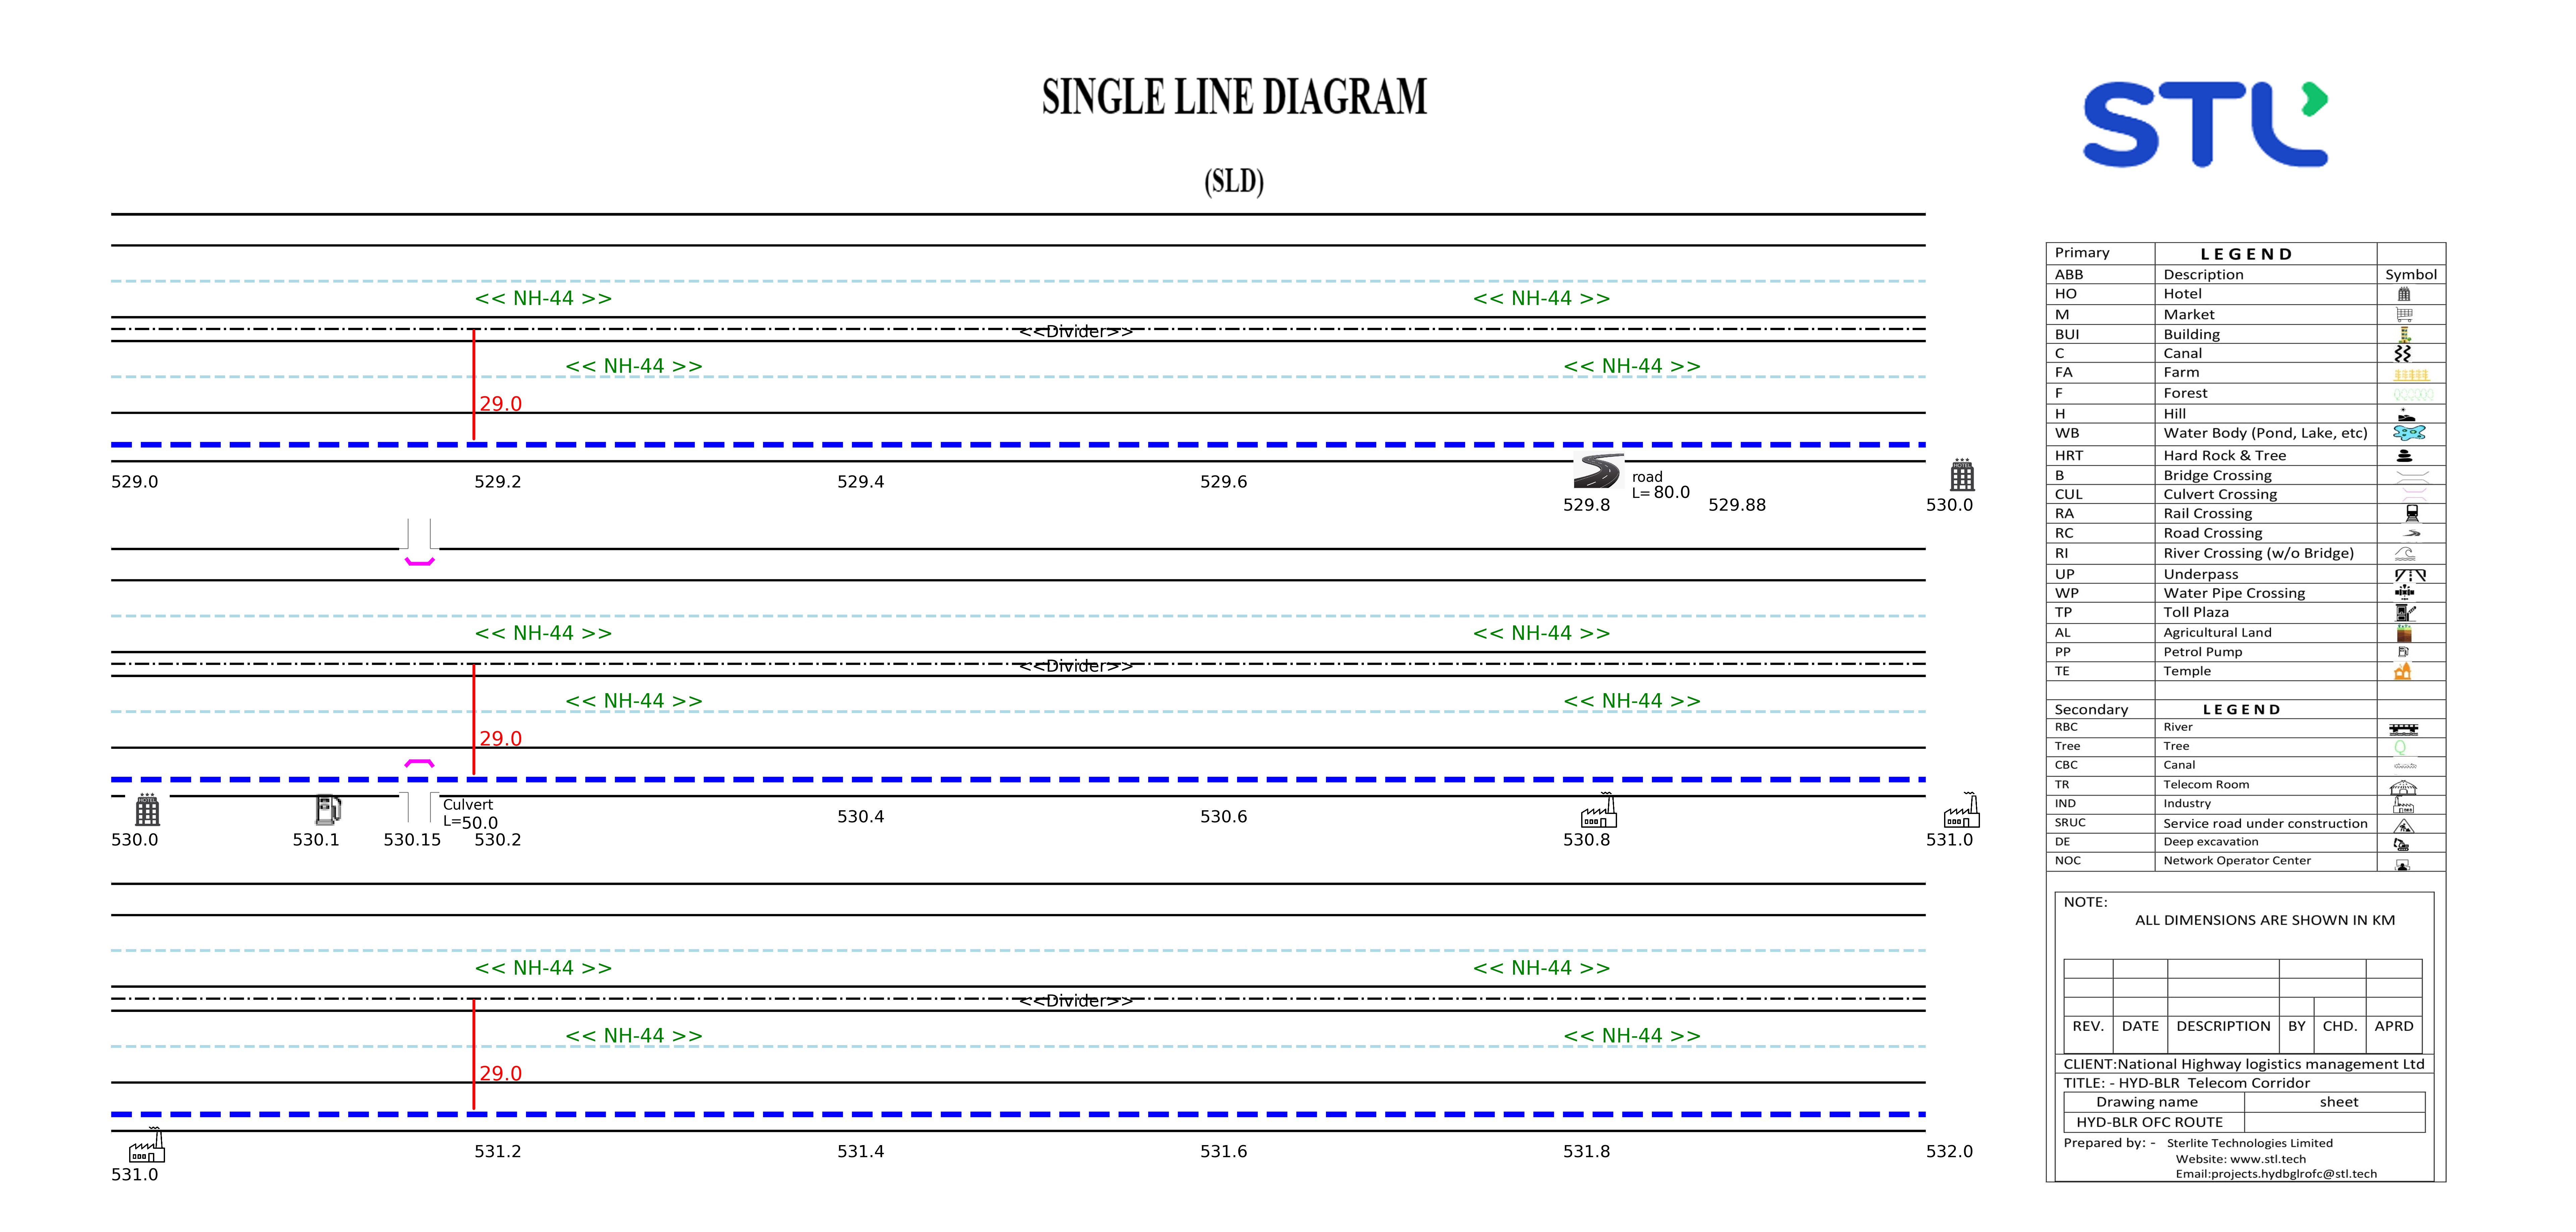 SINGLE LINE DIAGRAM
(SLD)
STL
<< NH-44 >> << NH-44 >>
<<Divider>>
<< NH-44 >> << NH-44 >>
29.0
529.0 529.2 529.4 529.6 529.8 road L= 80.0 529.88 530.0
<< NH-44 >> << NH-44 >>
<<Divider>>
<< NH-44 >> << NH-44 >>
29.0
Culvert
L=50.0
530.0 530.1 530.15 530.2 530.4 530.6 530.8 531.0
<< NH-44 >> << NH-44 >>
<<Divider>>
<< NH-44 >> << NH-44 >>
29.0
531.0 531.2 531.4 531.6 531.8 532.0
Primary LEGEND
ABB Description Symbol
HO Hotel
M Market
BUI Building
C Canal
FA Farm
F Forest
H Hill
WB Water Body (Pond, Lake, etc)
HRT Hard Rock & Tree
B Bridge Crossing
CUL Culvert Crossing
RA Rail Crossing
RC Road Crossing
RI River Crossing (w/o Bridge)
UP Underpass
WP Water Pipe Crossing
TP Toll Plaza
AL Agricultural Land
PP Petrol Pump
TE Temple
Secondary LEGEND
RBC River
Tree Tree
CBC Canal
TR Telecom Room
IND Industry
SRUC Service road under construction
DE Deep excavation
NOC Network Operator Center
NOTE:
ALL DIMENSIONS ARE SHOWN IN KM
REV. DATE DESCRIPTION BY CHD. APRD
CLIENT:National Highway logistics management Ltd
TITLE: - HYD-BLR Telecom Corridor
Drawing name sheet
HYD-BLR OFC ROUTE
Prepared by: - Sterlite Technologies Limited
Website: www.stl.tech
Email:projects.hydbglrofc@stl.tech